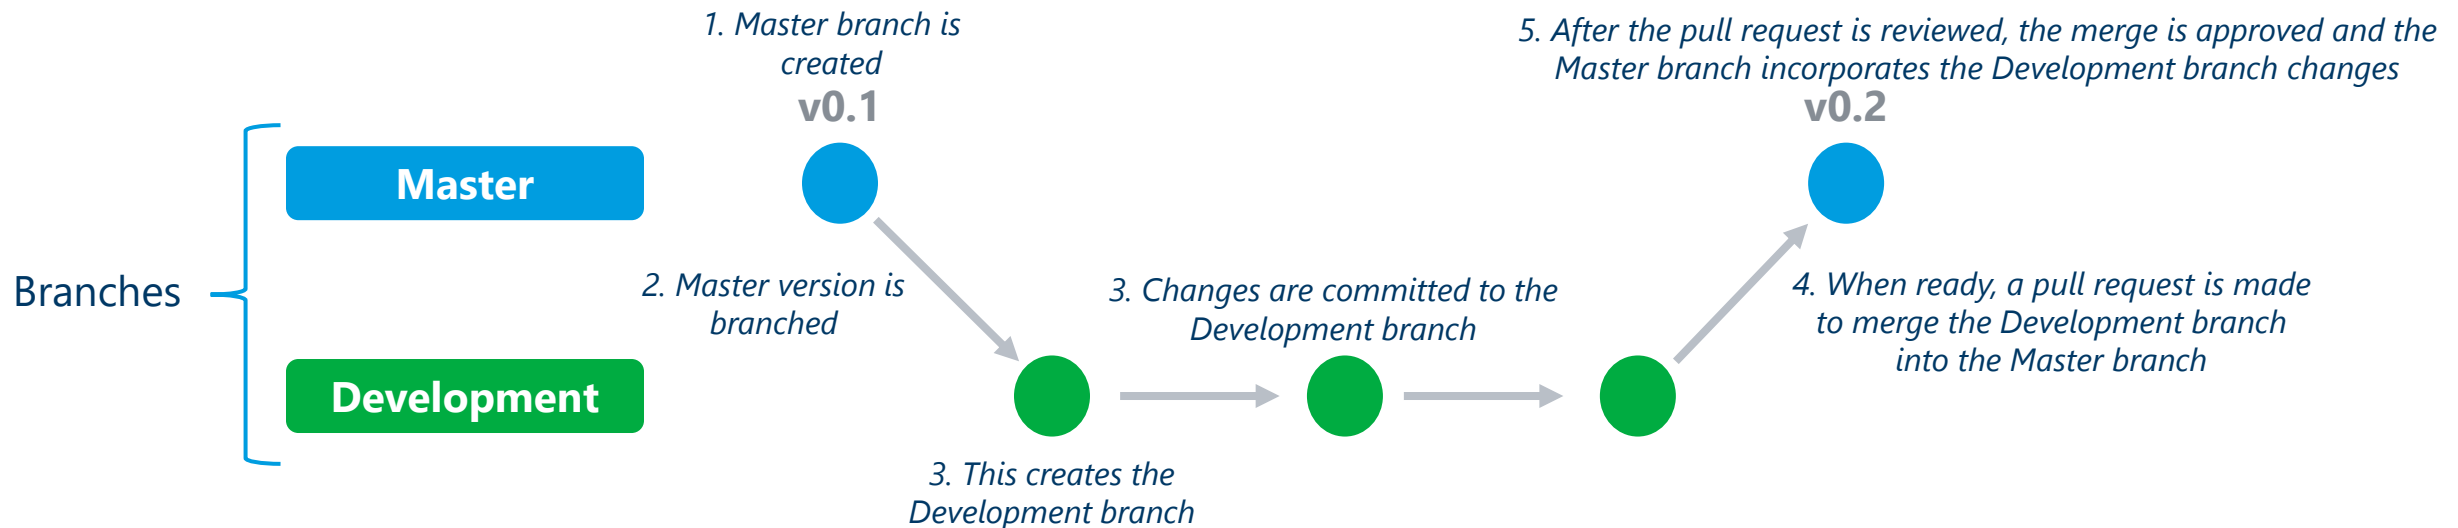 1. Master branch is
created
v0.1
5. After the pull request is reviewed, the merge is approved and the
Master branch incorporates the Development branch changes
v0.2
Master
Branches
2. Master version is
branched
3. Changes are committed to the
Development branch
4. When ready, a pull request is made
to merge the Development branch
into the Master branch
Development
3. This creates the
Development branch